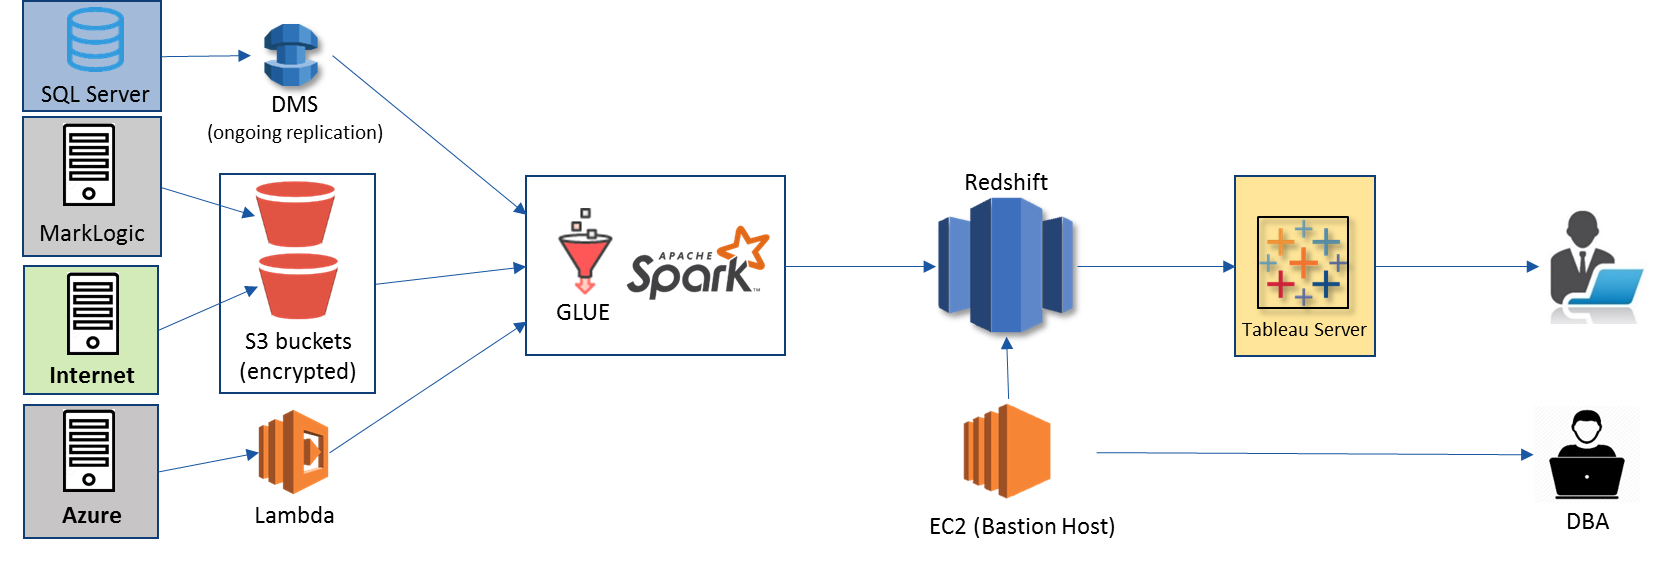 SQL Server
DMS
(ongoing replication)
MarkLogic
S3 buckets
(encrypted)
Internet
Azure
Lambda
GLUE
APACHE
Spark
TM
Redshift
EC2 (Bastion Host)
Tableau Server
DBA